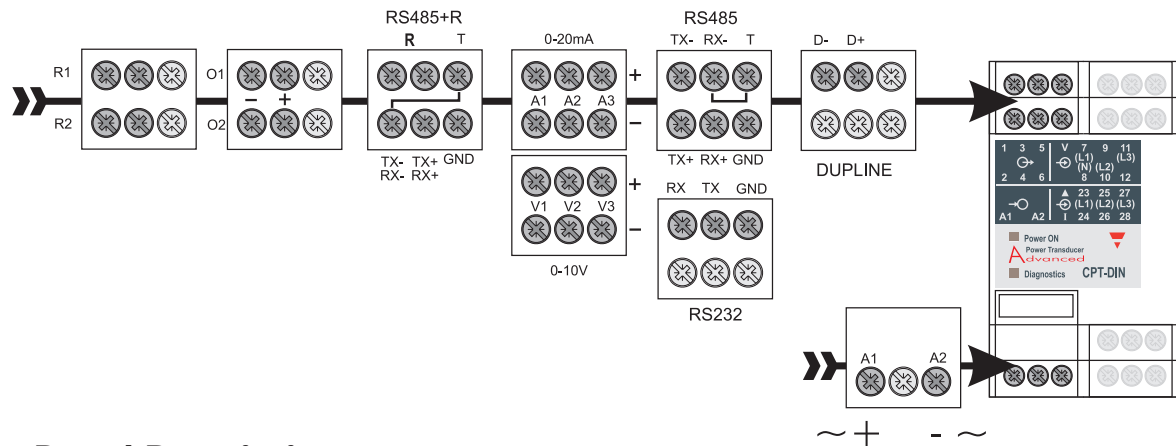 RS485+R
R T
0-20mA
RS485
TX- RX- T
D- D+
R1
O1
- +
+
A1 A2 A3
-
R2
O2
TX- TX+ GND
RX- RX+
TX+ RX+ GND
DUPLINE
+
V1 V2 V3
-
0-10V
RX TX GND
RS232
1 3 5 V 7 9 11
(L1) (L3)
(N) (L2)
2 4 6 8 10 12
23 25 27
(L1) (L2) (L3)
A1 A2 I 24 26 28
Power ON
Power Transducer
Advanced
Diagnostics CPT-DIN
A1 A2
~+ - ~